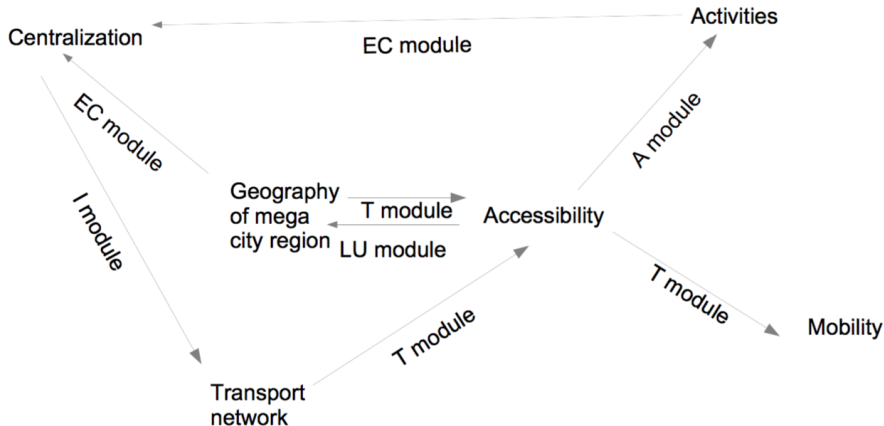 Activities
Centralization
EC module
EC module
A module
Geography
of mega
city region
T module
Accessibility
LU module
I module
T module
Mobility
T module
Transport
network